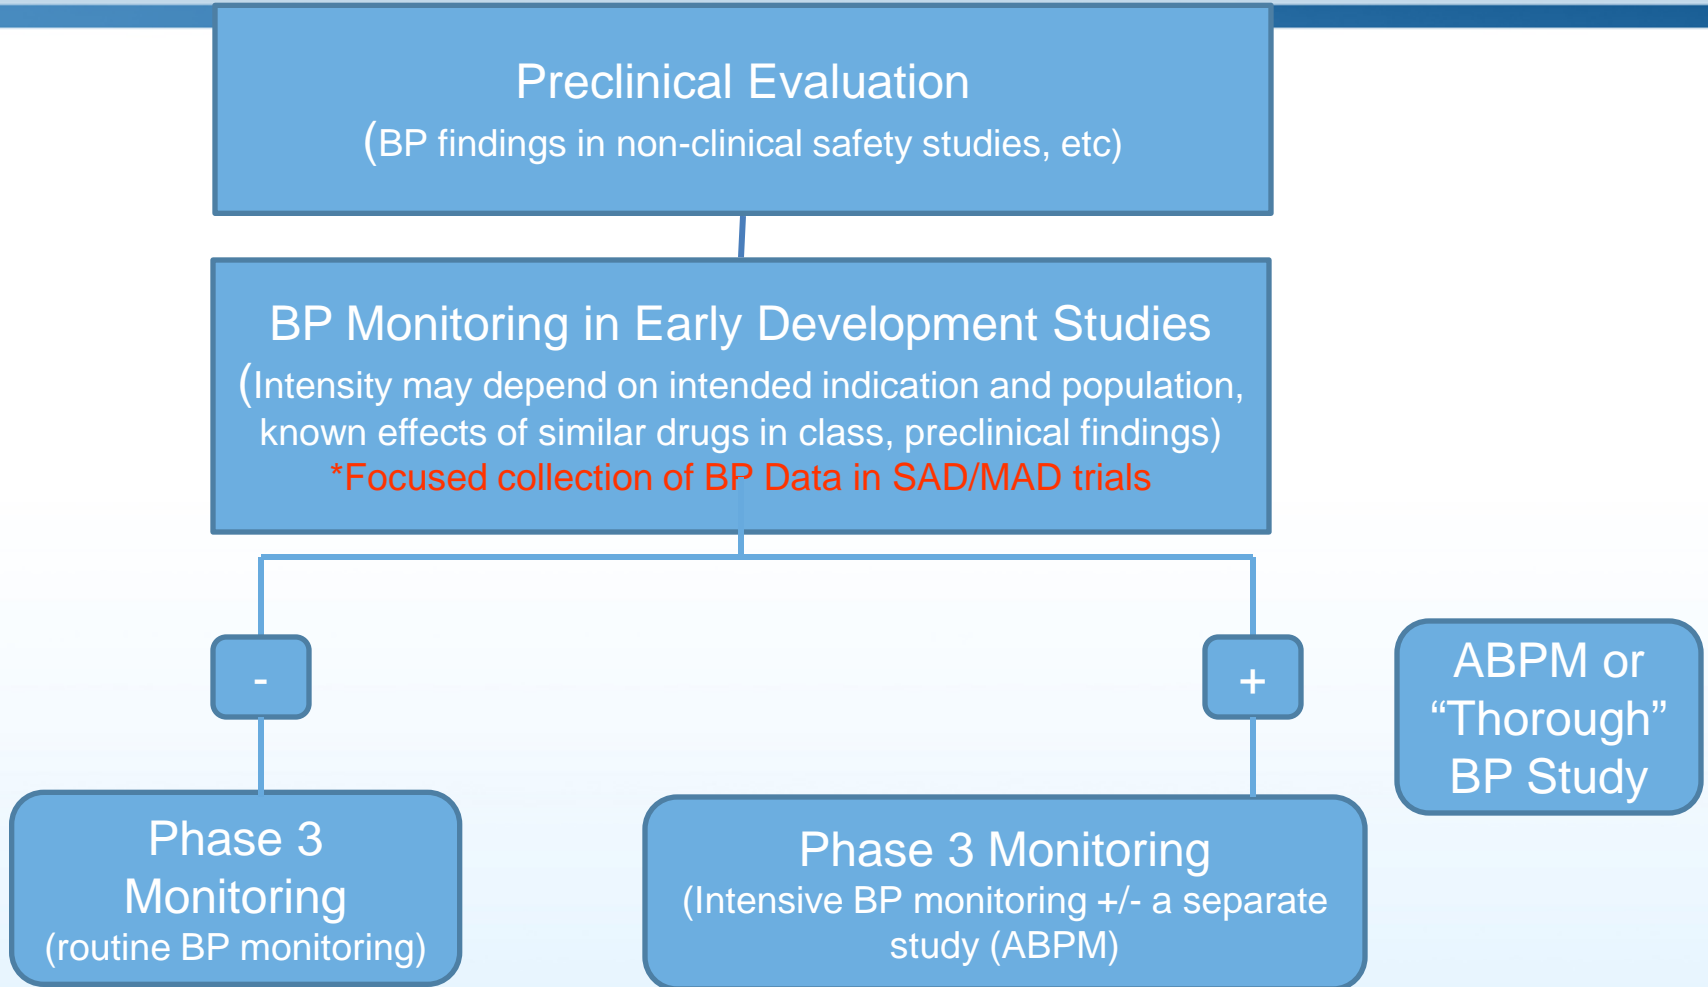 Preclinical Evaluation
(BP findings in non-clinical safety studies, etc)
BP Monitoring in Early Development Studies
(Intensity may depend on intended indication and population,
known effects of similar drugs in class, preclinical findings)
*Focused collection of BP Data in SAD/MAD trials
-
+
ABPM or
“Thorough”
BP Study
Phase 3
Monitoring
(routine BP monitoring)
Phase 3 Monitoring
(Intensive BP monitoring +/- a separate
study (ABPM)